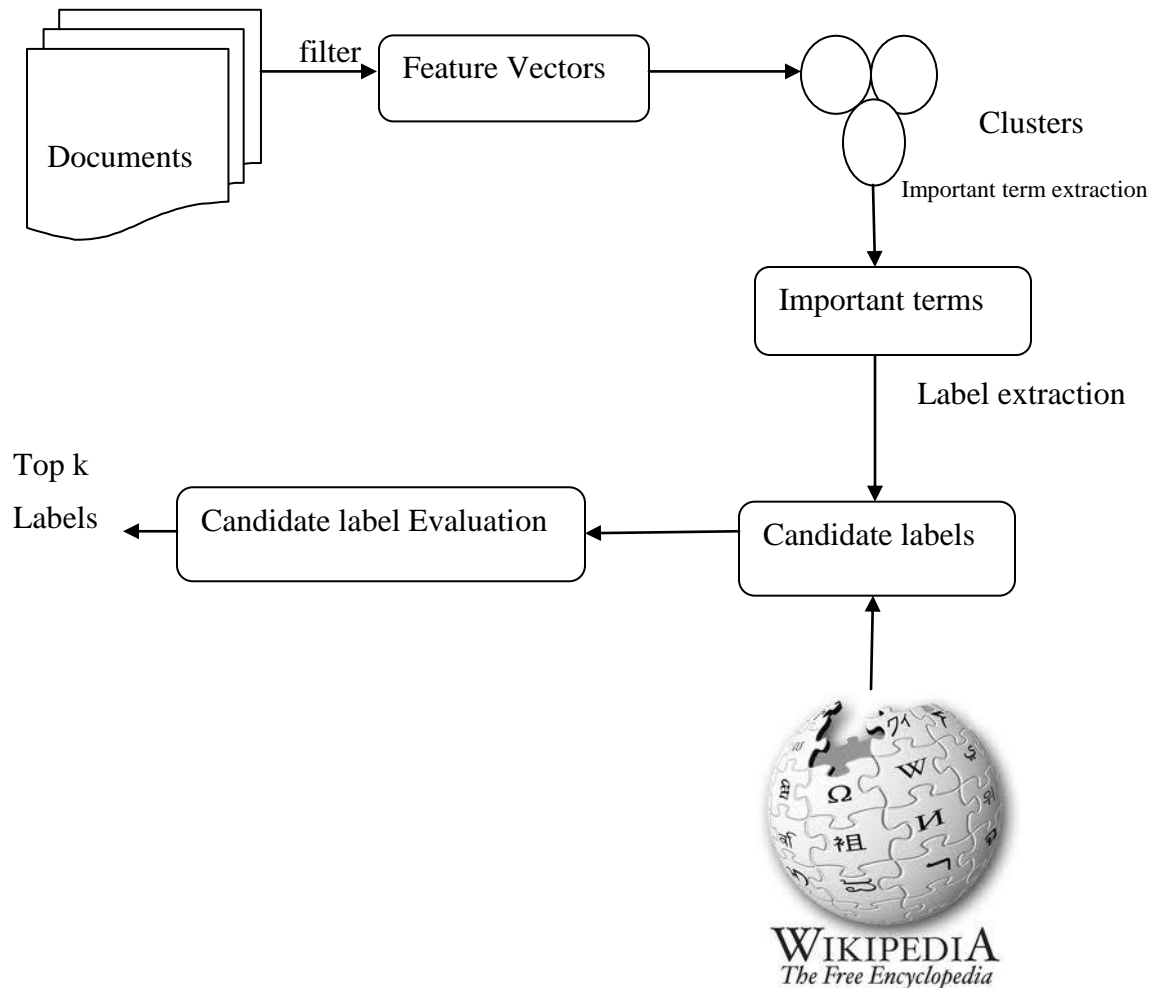 filter
Feature Vectors
Documents
Clusters
Important term extraction
Important terms
Label extraction
Top k
Labels
Candidate label Evaluation
Candidate labels
Ω
W
祖
И
WIKIPEDIA
The Free Encyclopedia